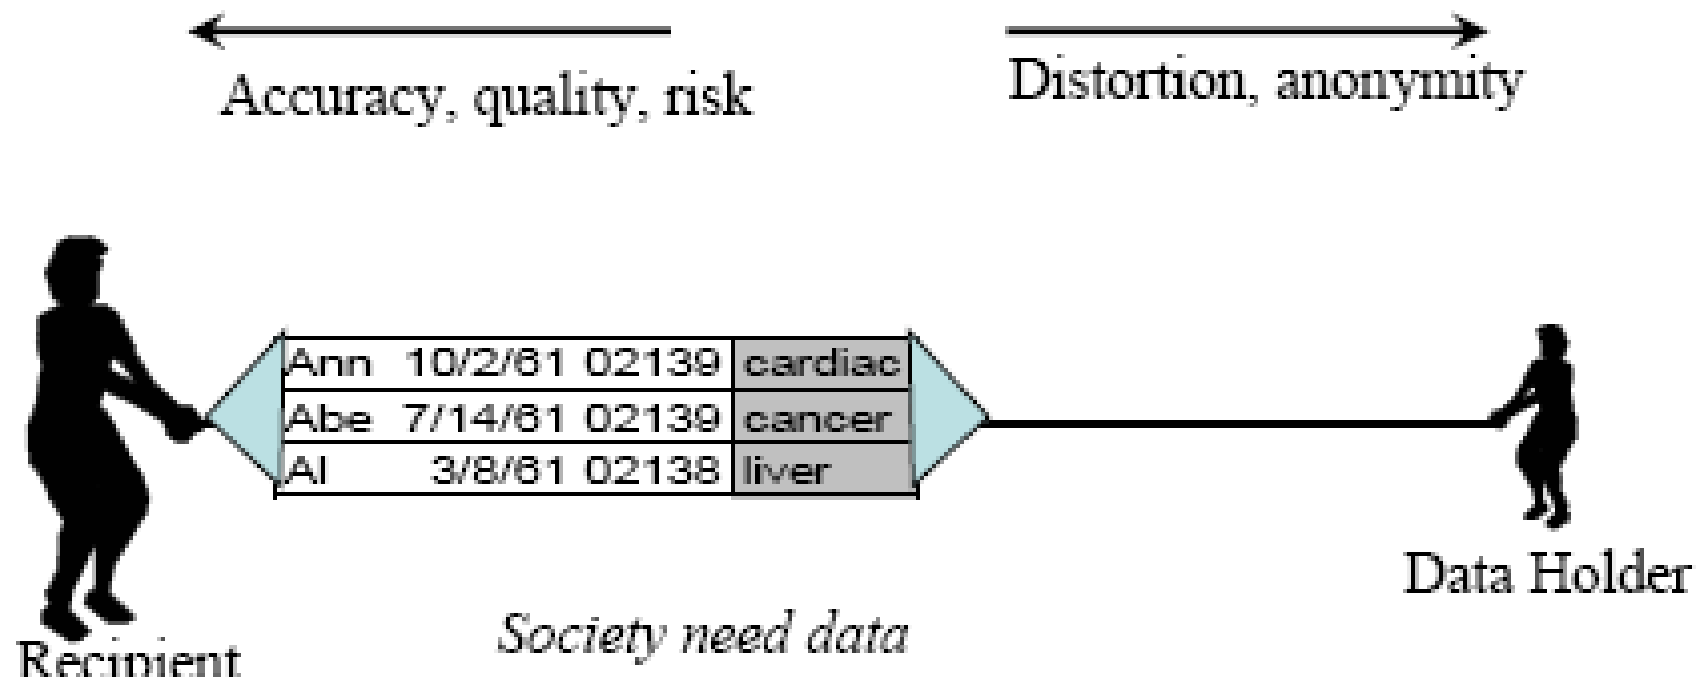 Accuracy, quality, risk
Distortion, anonymity
Ann 10/2/61 02139 cardiac
Abe 7/14/61 02139 cancer
Al 3/8/61 02138 liver
Data Holder
Society need data
Recipient